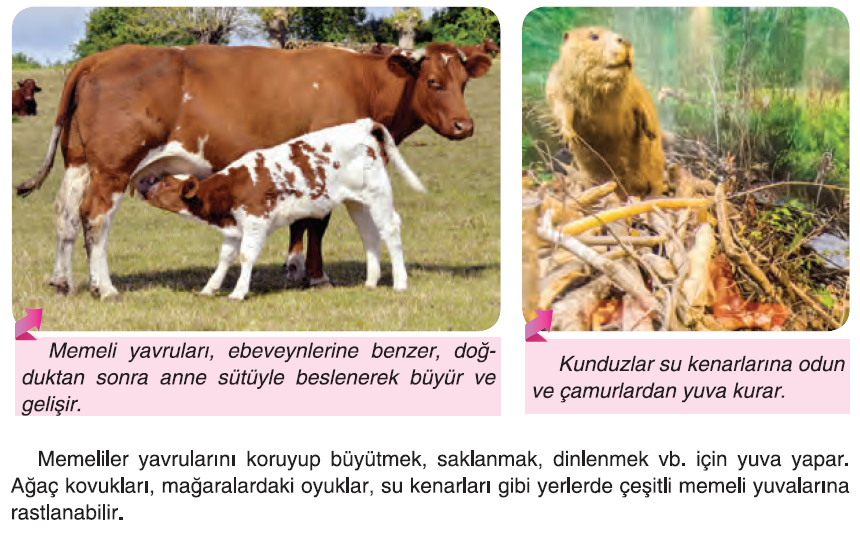 Memeli yavruları, ebeveynlerine benzer, doğ-
duktan sonra anne sütüyle beslenerek büyür ve
gelişir.
Kunduzlar su kenarlarına odun
ve çamurlardan yuva kurar.
Memeliler yavrularını koruyup büyütmek, saklanmak, dinlenmek vb. için yuva yapar.
Ağaç kovukları, mağaralardaki oyuklar, su kenarları gibi yerlerde çeşitli memeli yuvalarına
rastlanabilir.